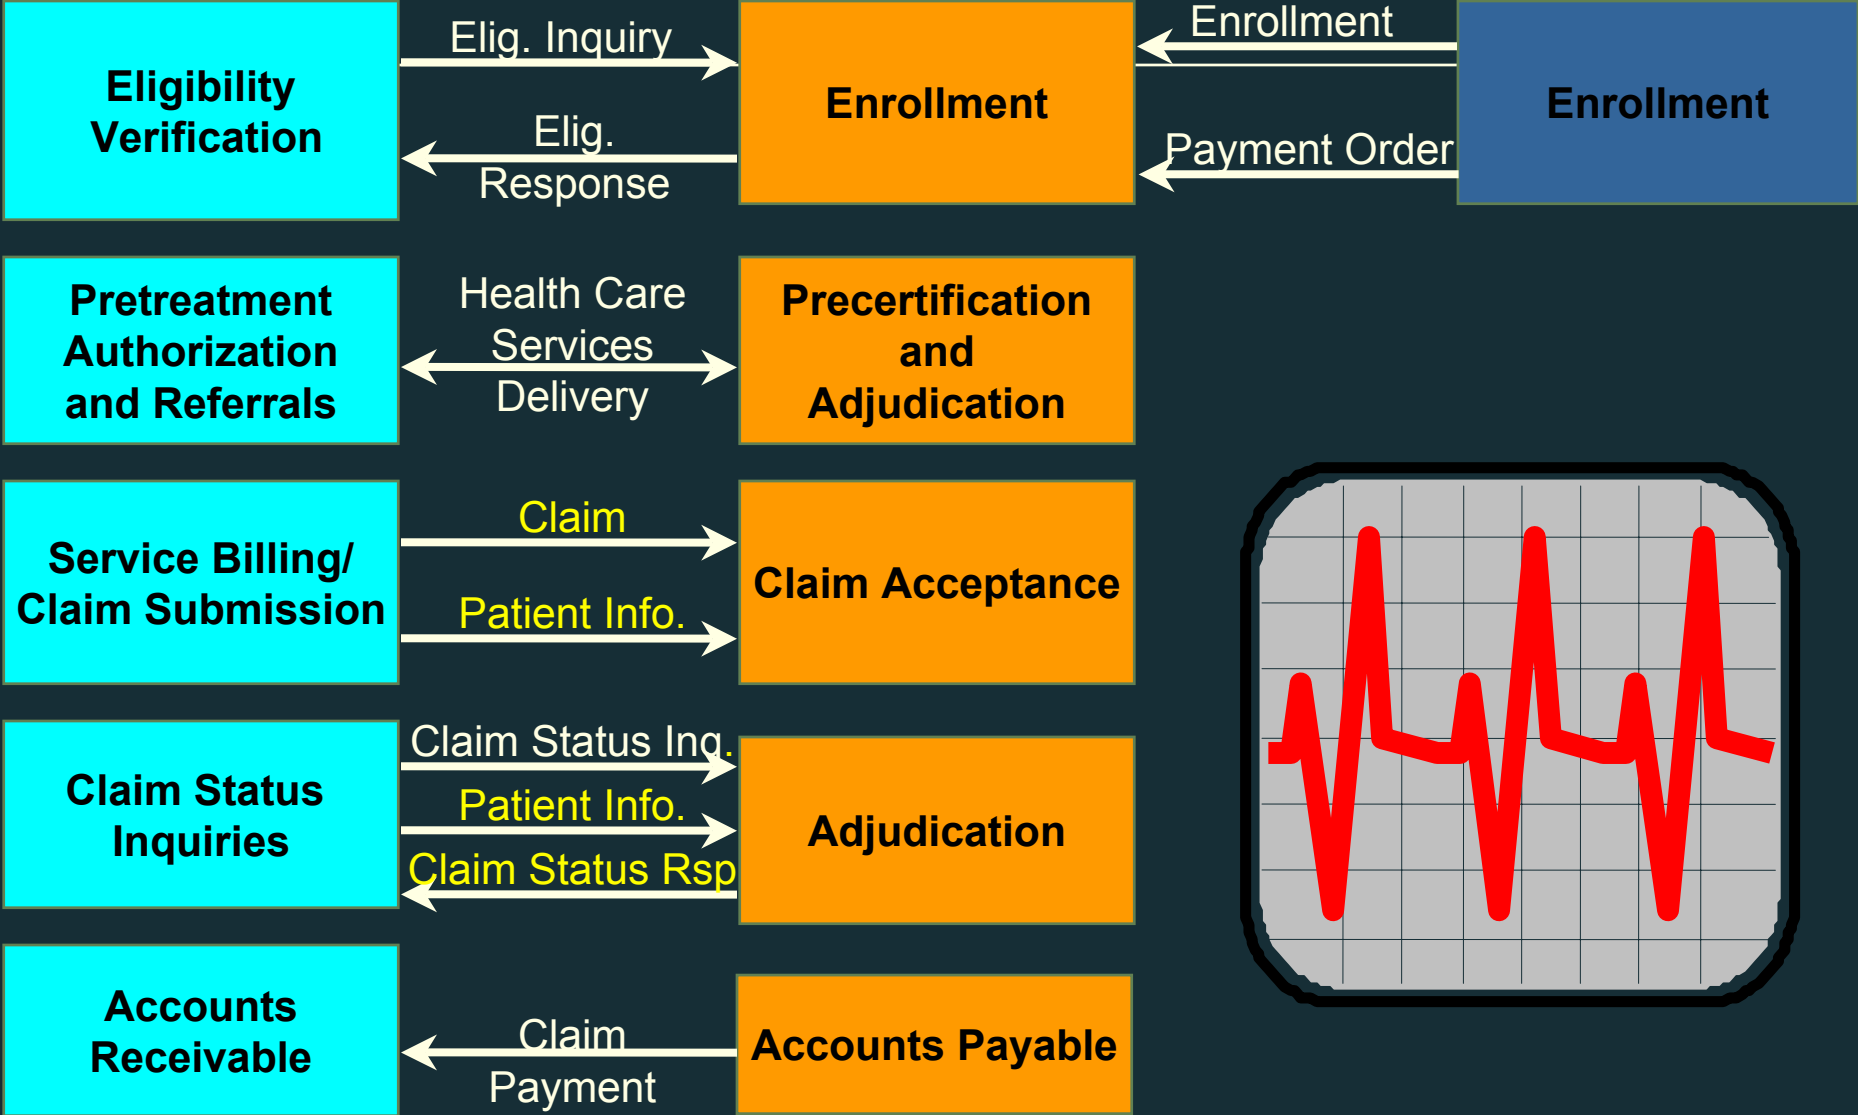 Eligibility
Verification
Elig. Inquiry
Elig.
Response
Enrollment
Enrollment
Payment Order
Enrollment
Pretreatment
Authorization
and Referrals
Health Care
Services
Delivery
Precertification
and
Adjudication
Service Billing/
Claim Submission
Claim
Patient Info.
Claim Acceptance
Claim Status
Inquiries
Claim Status Inq.
Patient Info.
Claim Status Rsp
Adjudication
Accounts
Receivable
Claim
Payment
Accounts Payable